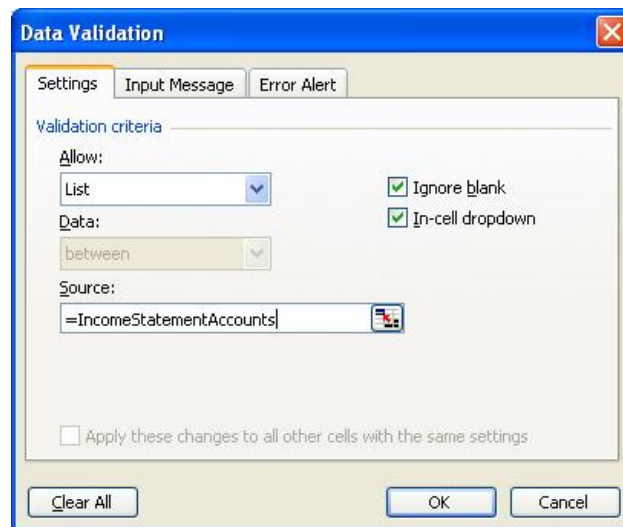 Data Validation
Settings Input Message Error Alert
Validation criteria
Allow:
List
Ignore blank
Data:
In-cell dropdown
between
Source:
=IncomeStatementAccounts
Apply these changes to all other cells with the same settings
Clear All OK Cancel